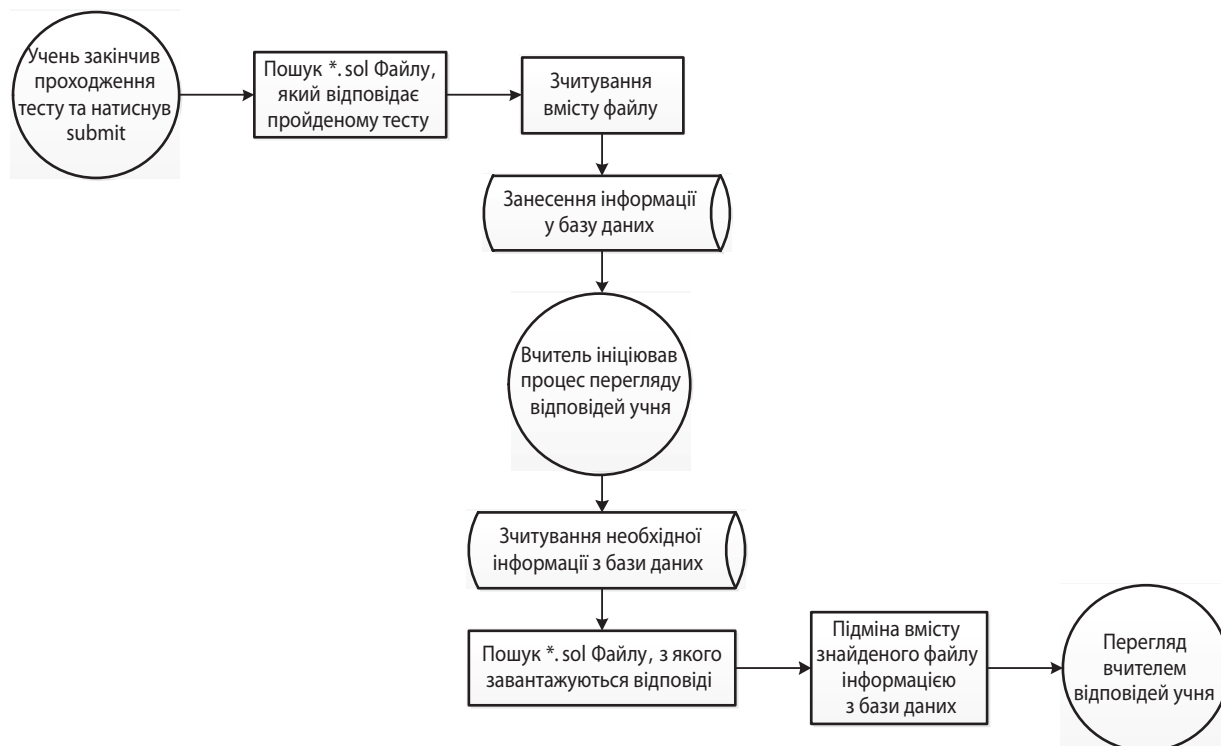 Учень закінчив
проходження
тесту та натиснув
submit
Пошук *.sol Файлу,
який відповідає
пройденому тесту
Зчитування
вмісту файлу
Занесення інформації
у базу даних
Вчитель ініціював
процес перегляду
відповідей учня
Зчитування необхідної
інформації з бази даних
Пошук *.sol Файлу, з якого
завантажуються відповіді
Підміна вмісту
знайденого файлу
інформацією
з бази даних
Перегляд
вчителем
відповідей учня